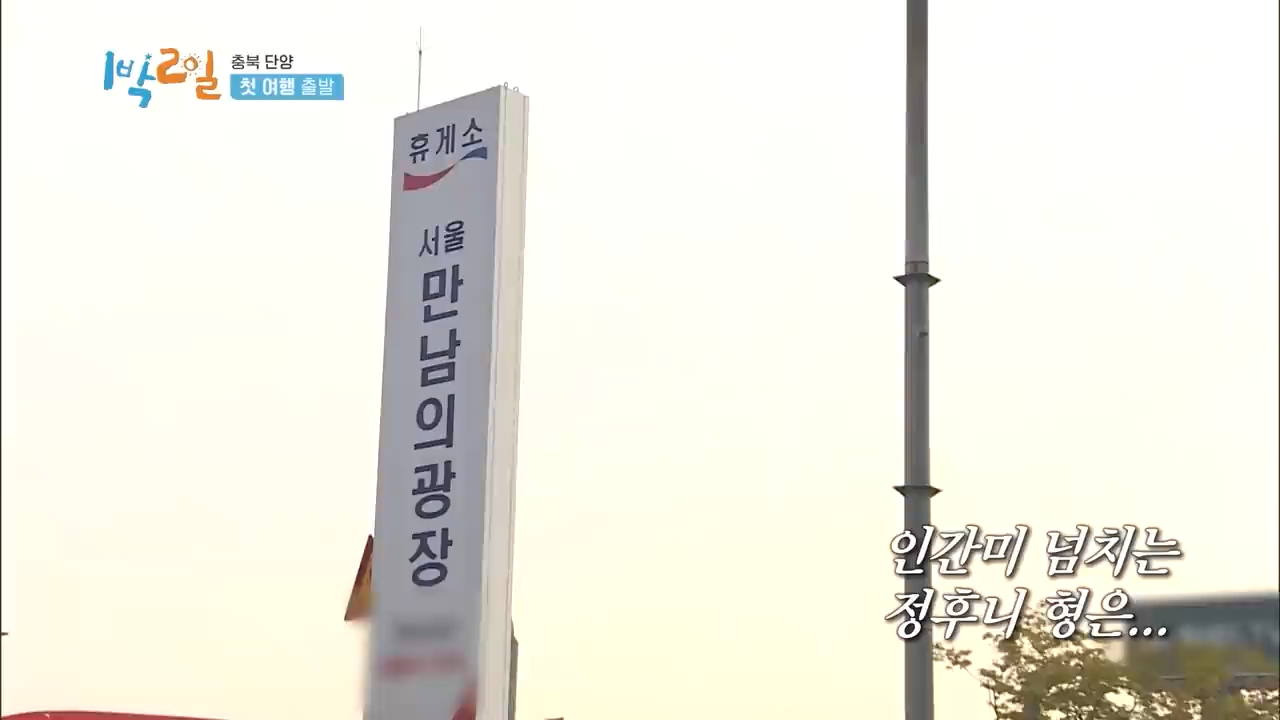 1박2일
충북 단양
첫 여행 출발
휴게소
서울
만남의광장
인간미 넘치는
정후니 형은...